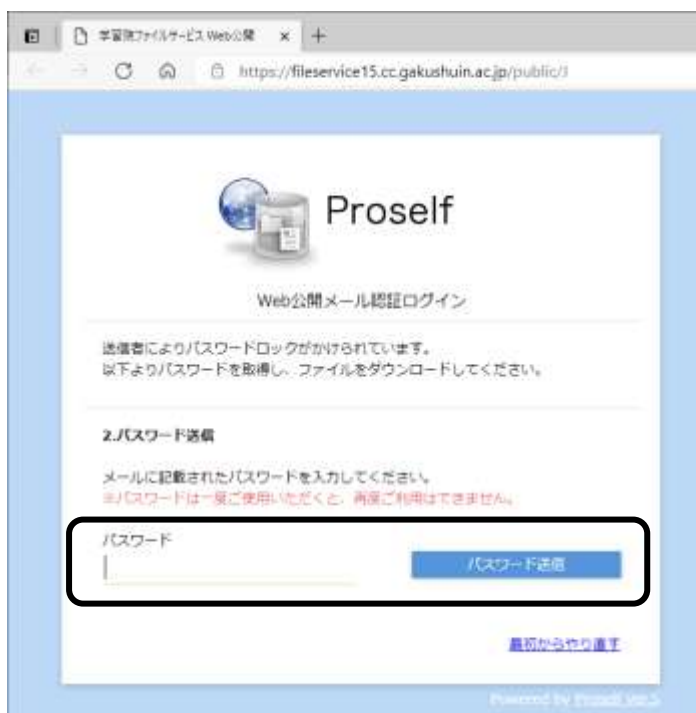 学習院ファイルサービス Web公開
https://fileservice15.cc.gakushuin.ac.jp/public/
Proself
Web公開メール認証ログイン
送信者によりパスワードロックがかけられています。
以下よりパスワードを取得し、ファイルをダウンロードしてください。
2.パスワード送信
メールに記載されたパスワードを入力してください。
※パスワードは一度ご使用いただくと、再度ご利用はできません。
パスワード
パスワード送信
最初からやり直す
Powered by Proself Ver.5